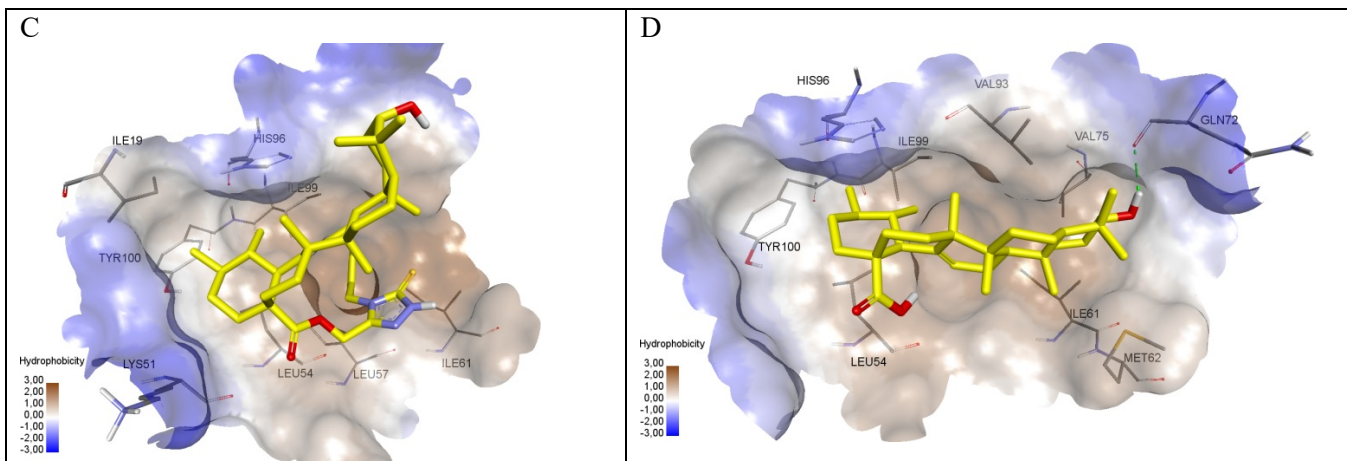 C
ILE19
HIS96
ILE99
TYR100
LYS51
LEU54
LEU57
ILE61
Hydrophobicity
3,00
2,00
1,00
0,00
-1,00
-2,00
-3,00
D
HIS96
VAL93
GLN72
ILE99
VAL75
TYR100
ILE61
LEU54
MET62
Hydrophobicity
3,00
2,00
1,00
0,00
-1,00
-2,00
-3,00